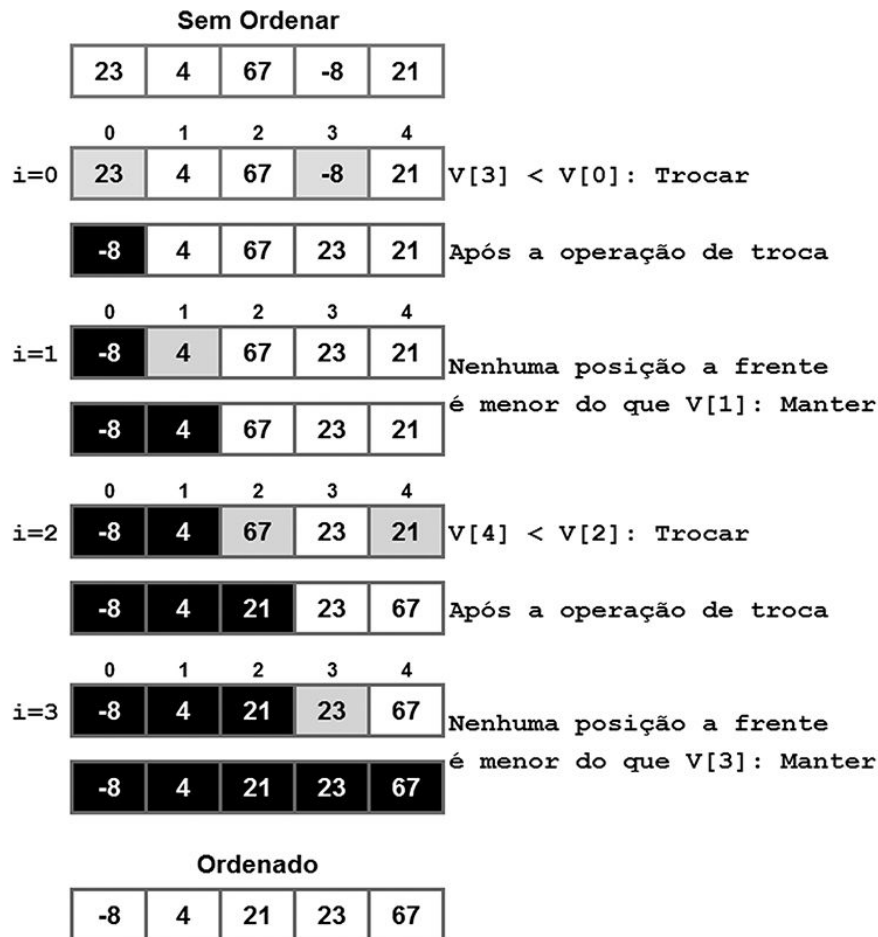 Sem Ordenar
23 4 67 -8 21
0 1 2 3 4
i=0 23 4 67 -8 21 V[3] < V[0]: Trocar
-8 4 67 23 21 Após a operação de troca
0 1 2 3 4
i=1 -8 4 67 23 21
Nenhuma posição a frente
é menor do que V[1]: Manter
-8 4 67 23 21
0 1 2 3 4
i=2 -8 4 67 23 21 V[4] < V[2]: Trocar
-8 4 21 23 67 Após a operação de troca
0 1 2 3 4
i=3 -8 4 21 23 67
Nenhuma posição a frente
é menor do que V[3]: Manter
-8 4 21 23 67
Ordenado
-8 4 21 23 67